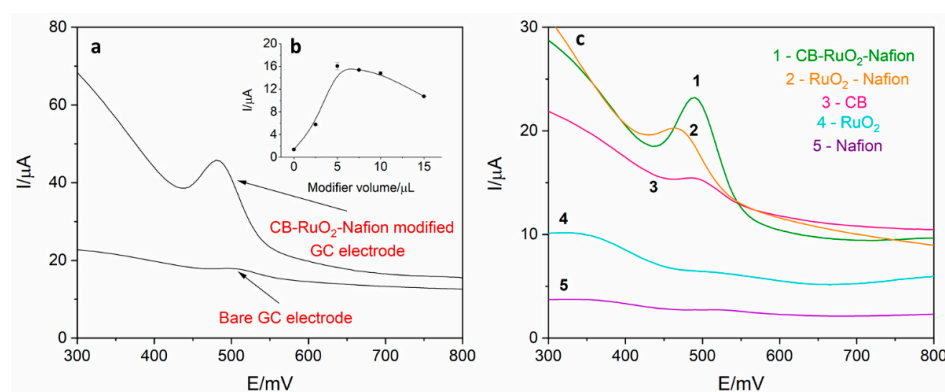 a
80
60
40
20
0
I/µA
300 400 500 600 700 800
E/mV
CB-RuO₂-Nafion modified
GC electrode
Bare GC electrode
b
20
16
12
8
4
0
I/µA
0 5 10 15
Modifier volume/µL
c
30
20
10
0
I/µA
300 400 500 600 700 800
E/mV
1 - CB-RuO₂-Nafion
2 - RuO₂ - Nafion
3 - CB
4 - RuO₂
5 - Nafion
1
2
3
4
5